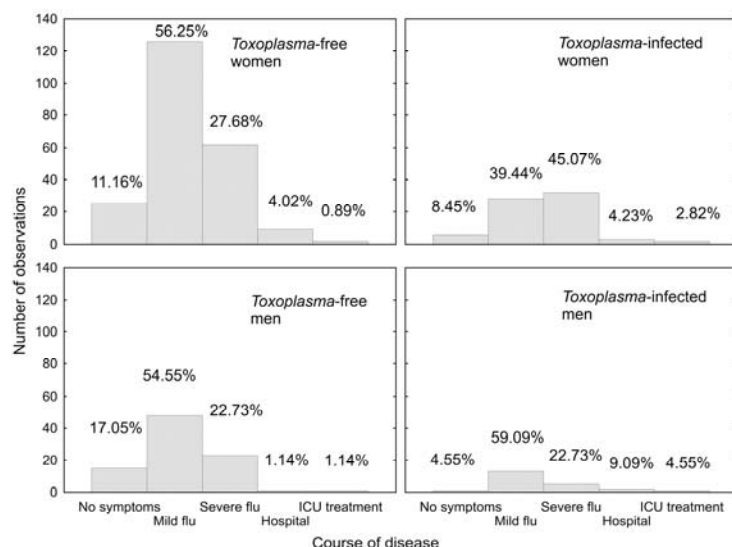 140
120
100
80
60
40
20
0
56.25%
Toxoplasma-free
women
27.68%
11.16%
4.02%
0.89%
Toxoplasma-infected
women
45.07%
39.44%
8.45%
4.23%
2.82%
Number of observations
140
120
100
80
60
40
20
0
Toxoplasma-free
men
54.55%
22.73%
17.05%
1.14%
1.14%
Toxoplasma-infected
men
59.09%
22.73%
9.09%
4.55%
4.55%
No symptoms
Mild flu
Severe flu
Hospital
ICU treatment
No symptoms
Mild flu
Severe flu
Hospital
ICU treatment
Course of disease